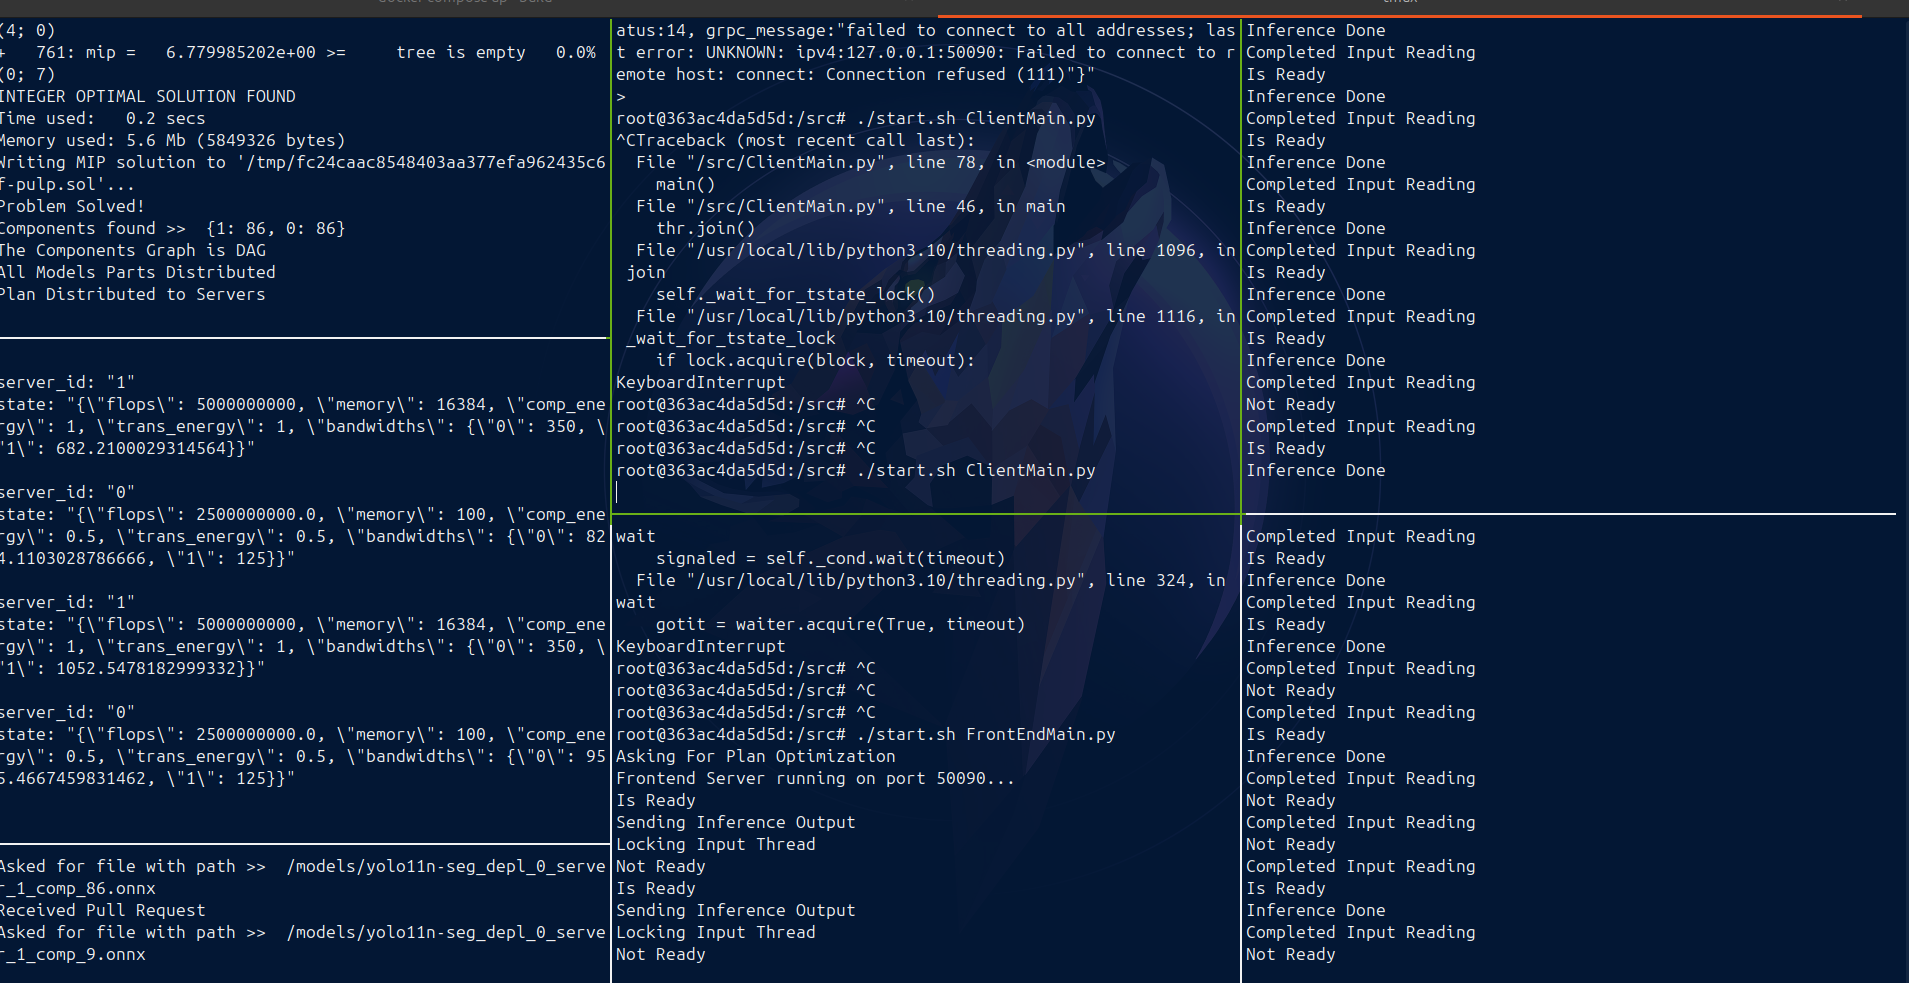 (4; 0)
+   761: mip =   6.779985202e+00 >=     tree is empty   0.0%
(0; 7)
INTEGER OPTIMAL SOLUTION FOUND
Time used:   0.2 secs
Memory used: 5.6 Mb (5849326 bytes)
Writing MIP solution to '/tmp/fc24caac8548403aa377efa962435c6
f-pulp.sol'...
Problem Solved!
Components found >>  {1: 86, 0: 86}
The Components Graph is DAG
All Models Parts Distributed
Plan Distributed to Servers
server_id: "1"
state: "{\"flops\": 5000000000, \"memory\": 16384, \"comp_ene
rgy\": 1, \"trans_energy\": 1, \"bandwidths\": {\"0\": 350, \
"1\": 682.2100029314564}}"
server_id: "0"
state: "{\"flops\": 2500000000.0, \"memory\": 100, \"comp_ene
rgy\": 0.5, \"trans_energy\": 0.5, \"bandwidths\": {\"0\": 82
4.1103028786666, \"1\": 125}}"
server_id: "1"
state: "{\"flops\": 5000000000, \"memory\": 16384, \"comp_ene
rgy\": 1, \"trans_energy\": 1, \"bandwidths\": {\"0\": 350, \
"1\": 1052.5478182999332}}"
server_id: "0"
state: "{\"flops\": 2500000000.0, \"memory\": 100, \"comp_ene
rgy\": 0.5, \"trans_energy\": 0.5, \"bandwidths\": {\"0\": 95
5.4667459831462, \"1\": 125}}"
Asked for file with path >>  /models/yolo11n-seg_depl_0_serve
r_1_comp_86.onnx
Received Pull Request
Asked for file with path >>  /models/yolo11n-seg_depl_0_serve
r_1_comp_9.onnx
atus:14, grpc_message:"failed to connect to all addresses; las
t error: UNKNOWN: ipv4:127.0.0.1:50090: Failed to connect to r
emote host: connect: Connection refused (111)"}"
>
root@363ac4da5d5d:/src# ./start.sh ClientMain.py
^CTraceback (most recent call last):
  File "/src/ClientMain.py", line 78, in <module>
    main()
  File "/src/ClientMain.py", line 46, in main
    thr.join()
  File "/usr/local/lib/python3.10/threading.py", line 1096, in
 join
    self._wait_for_tstate_lock()
  File "/usr/local/lib/python3.10/threading.py", line 1116, in
 _wait_for_tstate_lock
    if lock.acquire(block, timeout):
KeyboardInterrupt
root@363ac4da5d5d:/src# ^C
root@363ac4da5d5d:/src# ^C
root@363ac4da5d5d:/src# ^C
root@363ac4da5d5d:/src# ./start.sh ClientMain.py
wait
    signaled = self._cond.wait(timeout)
  File "/usr/local/lib/python3.10/threading.py", line 324, in
wait
    gotit = waiter.acquire(True, timeout)
KeyboardInterrupt
root@363ac4da5d5d:/src# ^C
root@363ac4da5d5d:/src# ^C
root@363ac4da5d5d:/src# ^C
root@363ac4da5d5d:/src# ./start.sh FrontEndMain.py
Asking For Plan Optimization
Frontend Server running on port 50090...
Is Ready
Sending Inference Output
Locking Input Thread
Not Ready
Is Ready
Sending Inference Output
Locking Input Thread
Not Ready
Inference Done
Completed Input Reading
Is Ready
Inference Done
Completed Input Reading
Is Ready
Inference Done
Completed Input Reading
Is Ready
Inference Done
Completed Input Reading
Is Ready
Inference Done
Completed Input Reading
Is Ready
Inference Done
Completed Input Reading
Not Ready
Completed Input Reading
Is Ready
Inference Done
Completed Input Reading
Is Ready
Inference Done
Completed Input Reading
Is Ready
Inference Done
Completed Input Reading
Not Ready
Completed Input Reading
Is Ready
Inference Done
Completed Input Reading
Not Ready
Completed Input Reading
Not Ready
Completed Input Reading
Is Ready
Inference Done
Completed Input Reading
Not Ready